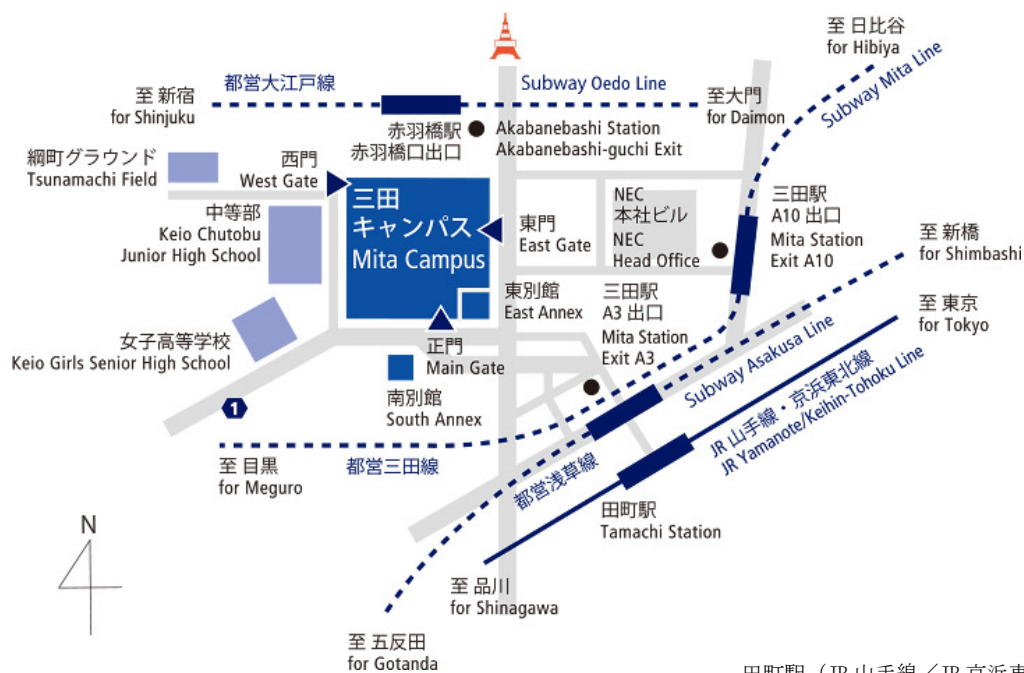 至 日比谷
for Hibiya
Subway Mita Line
都営大江戸線
Subway Oedo Line
至 新宿
for Shinjuku
至大門
for Daimon
赤羽橋駅
赤羽橋口出口
Akabanebashi Station
Akabanebashi-guchi Exit
綱町グラウンド
Tsunamachi Field
西門
West Gate
三田
キャンパス
Mita Campus
中等部
Keio Chutobu
Junior High School
東門
East Gate
NEC
本社ビル
NEC
Head Office
三田駅
A10 出口
Mita Station
Exit A10
至 新橋
for Shimbashi
東別館
East Annex
三田駅
A3 出口
Mita Station
Exit A3
至 東京
for Tokyo
女子高等学校
Keio Girls Senior High School
正門
Main Gate
南別館
South Annex
Subway Asakusa Line
JR 山手線・京浜東北線
JR Yamanote/Keihin-Tohoku Line
1
至 目黒
for Meguro
都営三田線
都営浅草線
田町駅
Tamachi Station
N
至 品川
for Shinagawa
至 五反田
for Gotanda